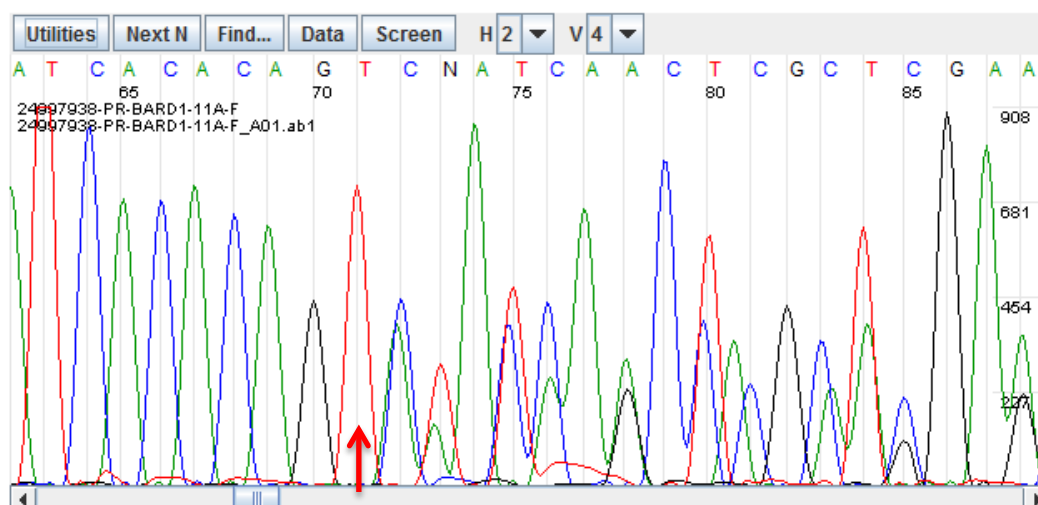 Utilities Next N Find... Data Screen H 2 V 4
A T C A C A C A G T C N A T C A A C T C G C T C G A A
65 70 75 80 85
24997938-PR-BARD1-11A-F
24997938-PR-BARD1-11A-F_A01.ab1
908
681
454
227